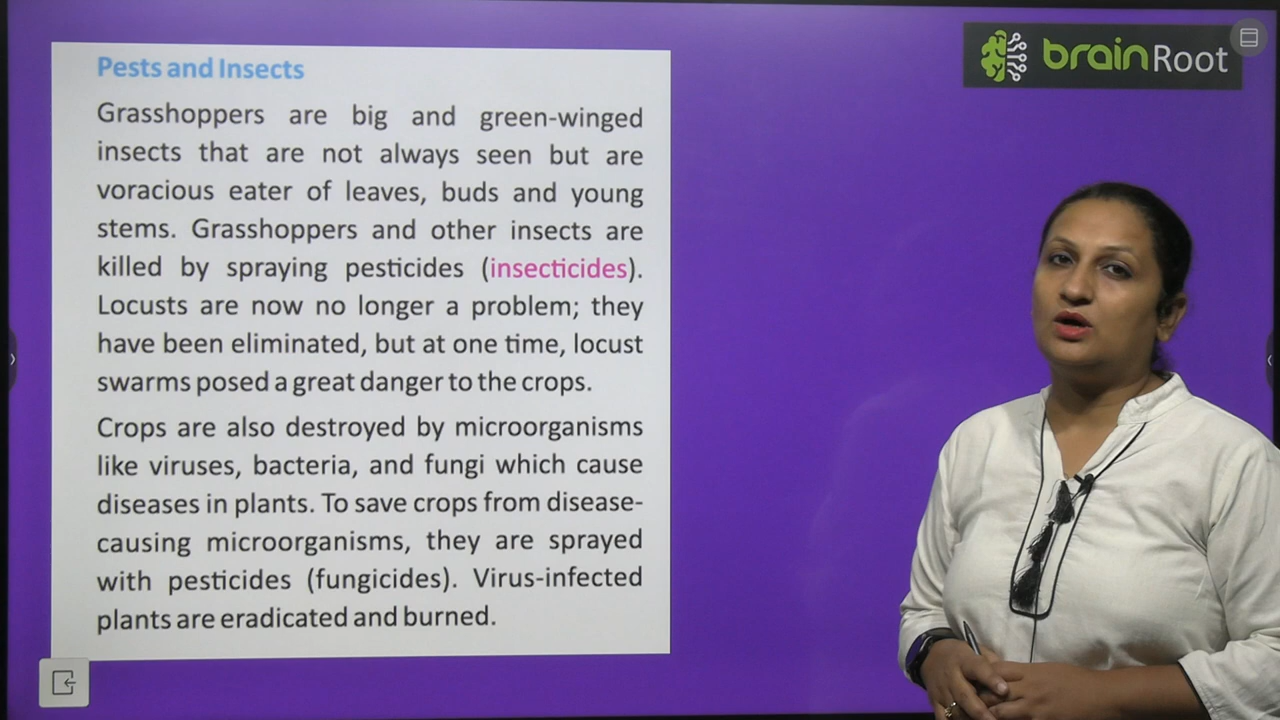 Pests and Insects
Grasshoppers are big and green-winged
insects that are not always seen but are
voracious eater of leaves, buds and young
stems. Grasshoppers and other insects are
killed by spraying pesticides (insecticides).
Locusts are now no longer a problem; they
have been eliminated, but at one time, locust
swarms posed a great danger to the crops.
Crops are also destroyed by microorganisms
like viruses, bacteria, and fungi which cause
diseases in plants. To save crops from disease-
causing microorganisms, they are sprayed
with pesticides (fungicides). Virus-infected
plants are eradicated and burned.
brainRoot